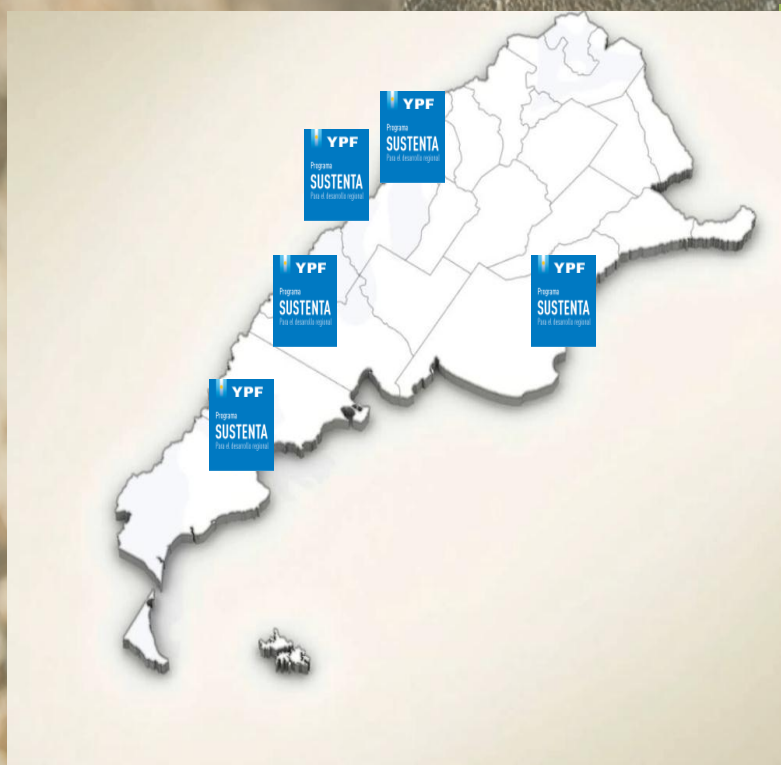 YPF
Programa
SUSTENTA
Para el desarrollo regional
YPF
Programa
SUSTENTA
Para el desarrollo regional
YPF
Programa
SUSTENTA
Para el desarrollo regional
YPF
Programa
SUSTENTA
Para el desarrollo regional
YPF
Programa
SUSTENTA
Para el desarrollo regional